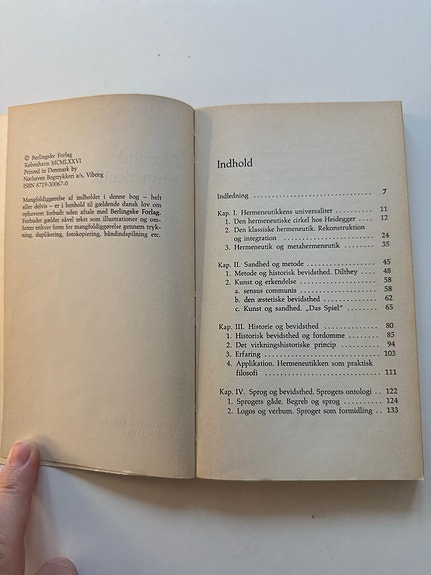 © Berlingske Forlag
København MCMLXXVI
Printed in Denmark by
Nørhaven Bogtrykkeri a/s, Viborg
ISBN 8719-30067-0
Mangfoldiggørelse af indholdet i denne bog – helt
eller delvis – er i henhold til gældende dansk lov om
ophavsret forbudt uden aftale med Berlingske Forlag.
Forbudet gælder såvel tekst som illustrationer og om-
fatter enhver form for mangfoldiggørelse gennem tryk-
ning, duplikering, fotokopiering, båndindspilning etc.
Indhold
Indledning ............................ 7
Kap. I. Hermeneutikkens universalitet ........ 11
1. Den hermeneutiske cirkel hos Heidegger ... 12
2. Den klassiske hermeneutik. Rekonstruktion
og integration ............................ 24
3. Hermeneutik og metahermeneutik ........ 35
Kap. II. Sandhed og metode ................ 45
1. Metode og historisk bevidsthed. Dilthey .... 48
2. Kunst og erkendelse ...................... 58
a. sensus communis ...................... 58
b. den æstetiske bevidsthed ................ 62
c. Kunst og sandhed. „Das Spiel“ .......... 65
Kap. III. Historie og bevidsthed .............. 80
1. Historisk bevidsthed og fordomme ........ 85
2. Det virkningshistoriske princip ............ 94
3. Erfaring ................................ 103
4. Applikation. Hermeneutikken som praktisk
filosofi ................................ 111
Kap. IV. Sprog og bevidsthed. Sprogets ontologi .. 122
1. Sprogets gåde. Begreb og sprog ............ 124
2. Logos og verbum. Sproget som formidling .. 133